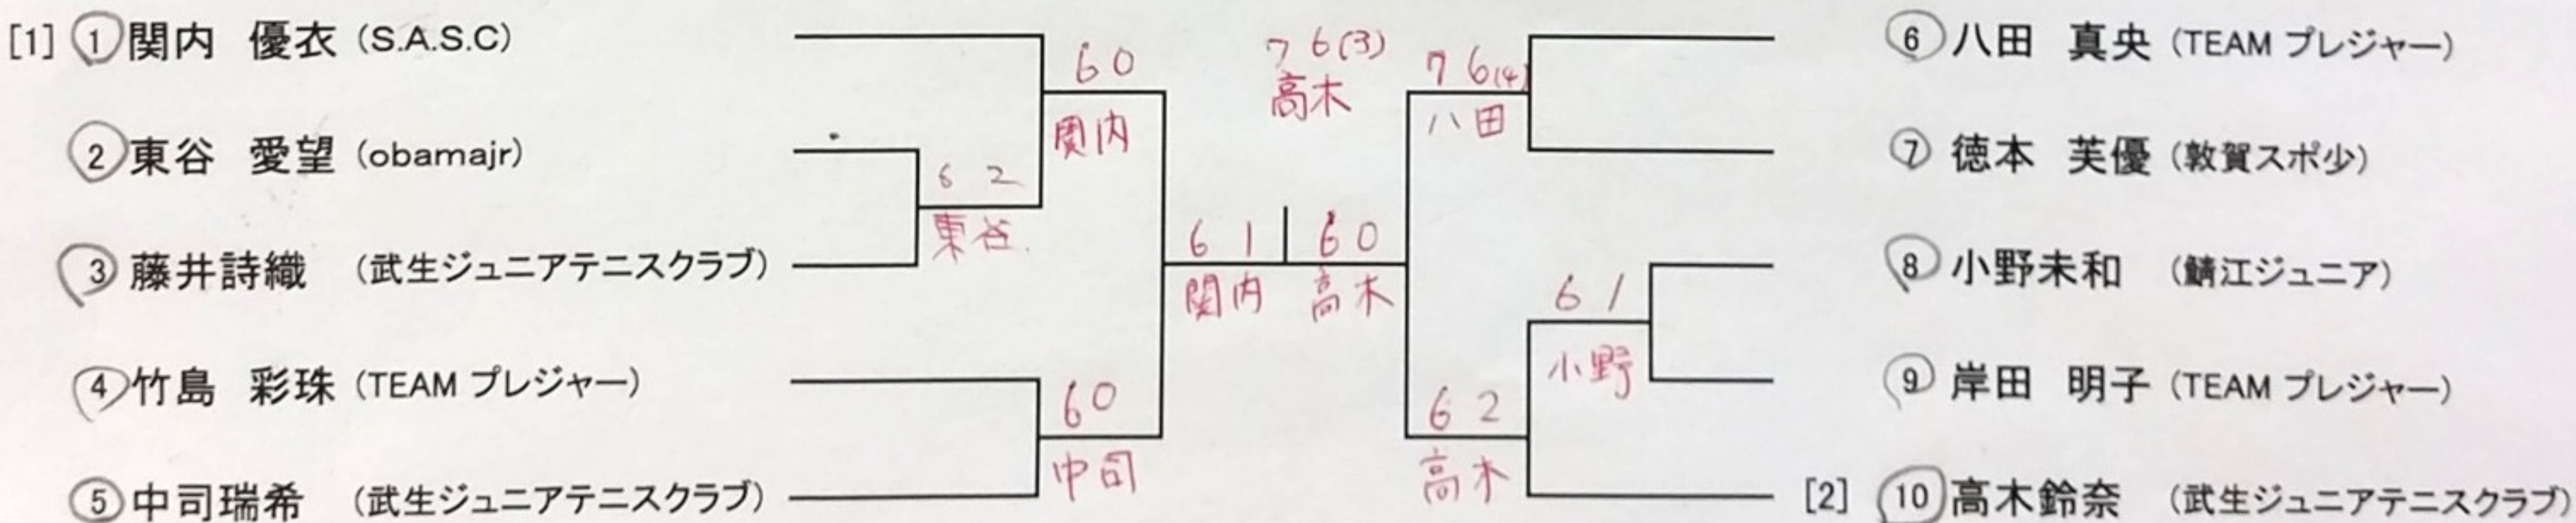 [1] ① 関内 優衣 (S.A.S.C)
② 東谷 愛望 (obamajr)
③ 藤井詩織 (武生ジュニアテニスクラブ)
④ 竹島 彩珠 (TEAM プレジャー)
⑤ 中司瑞希 (武生ジュニアテニスクラブ)
6 0
関内
6 2
東谷
6 0
中司
6 1
関内
7 6(3)
高木
6 0
高木
7 6(4)
八田
6 1
小野
6 2
高木
⑥ 八田 真央 (TEAM プレジャー)
⑦ 徳本 芙優 (敦賀スポ少)
⑧ 小野未和 (鯖江ジュニア)
⑨ 岸田 明子 (TEAM プレジャー)
[2] ⑩ 高木鈴奈 (武生ジュニアテニスクラブ)